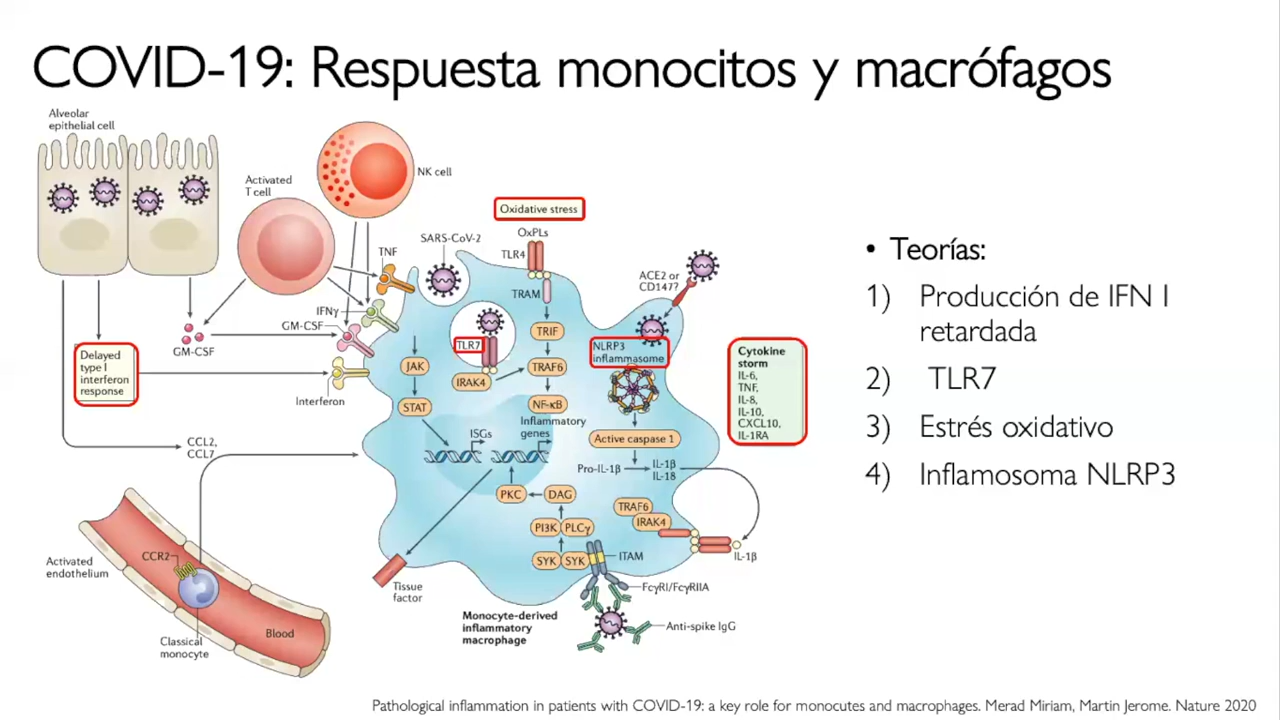 COVID-19: Respuesta monocitos y macrófagos
Alveolar
epithelial cell
Activated
T cell
NK cell
Oxidative stress
TNF
SARS-CoV-2
OxPLs
TLR4
TRAM
ACE2 or
CD147?
IFNγ
GM-CSF
GM-CSF
TLR7
TRIF
NLRP3
inflammasome
Delayed
type I
interferon
response
Interferon
JAK
IRAK4
TRAF6
STAT
NF-κB
Inflammatory
genes
ISGs
Active caspase 1
Cytokine
storm
IL-6,
TNF,
IL-8,
IL-10,
CXCL10,
IL-1RA
CCL2,
CCL7
Pro-IL-1β
IL-1β
IL-18
PKC
DAG
TRAF6
IRAK4
PI3K
PLCγ
SYK
SYK
ITAM
IL-1β
CCR2
Activated
endothelium
Tissue
factor
FcγRI/FcγRIIA
Monocyte-derived
inflammatory
macrophage
Anti-spike IgG
Blood
Classical
monocyte
• Teorías:
1) Producción de IFN I
retardada
2) TLR7
3) Estrés oxidativo
4) Inflamosoma NLRP3
Pathological inflammation in patients with COVID-19: a key role for monocutes and macrophages. Merad Miriam, Martin Jerome. Nature 2020